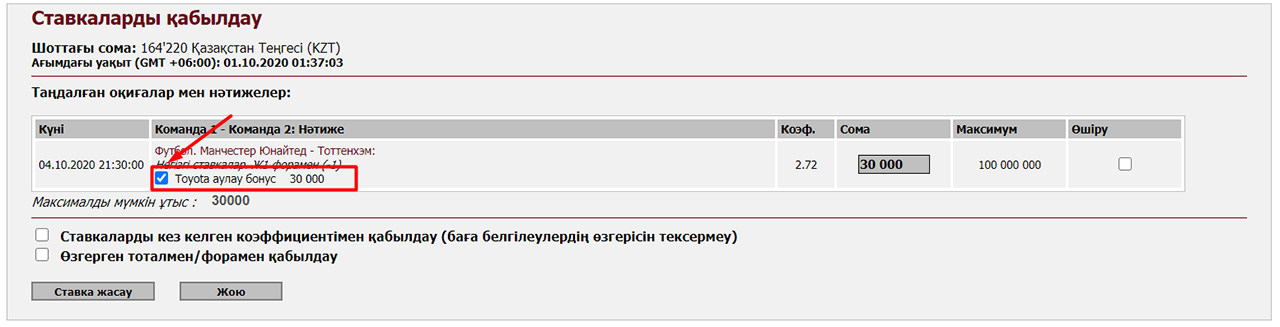 Ставкаларды қабылдау
Шоттағы сома: 164'220 Қазақстан Теңгесі (KZT)
Ағымдағы уақыт (GMT +06:00): 01.10.2020 01:37:03
Таңдалған оқиғалар мен нәтижелер:
Күні Команда 1 - Команда 2: Нәтиже Коэф. Сома Максимум Өшіру
Футбол. Манчестер Юнайтед - Тоттенхэм:
04.10.2020 21:30:00 Негізгі ставкалар. Ж1 форамен (-1) 2.72 30 000 100 000 000
Toyota аулау бонус 30 000
Максималды мүмкін ұтыс : 30000
Ставкаларды кез келген коэффициентімен қабылдау (баға белгілеулердің өзгерісін тексермеу)
Өзгерген тоталмен/форамен қабылдау
Ставка жасау Жою